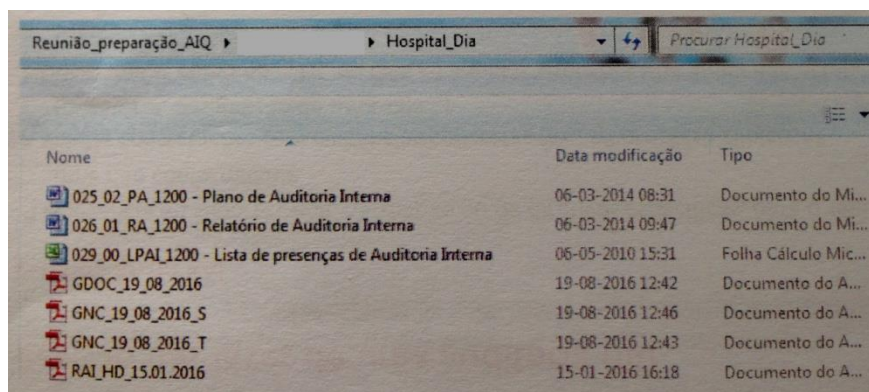 Reunião_preparação_AIQ Hospital_Dia Procurar Hospital_Dia
Nome Data modificação Tipo
025_02_PA_1200 - Plano de Auditoria Interna 06-03-2014 08:31 Documento do Mi...
026_01_RA_1200 - Relatório de Auditoria Interna 06-03-2014 09:47 Documento do Mi...
029_00_LPAI_1200 - Lista de presenças de Auditoria Interna 06-05-2010 15:31 Folha Cálculo Mic...
GDOC_19_08_2016 19-08-2016 12:42 Documento do A...
GNC_19_08_2016_S 19-08-2016 12:46 Documento do A...
GNC_19_08_2016_T 19-08-2016 12:43 Documento do A...
RAI_HD_15.01.2016 15-01-2016 16:18 Documento do A...